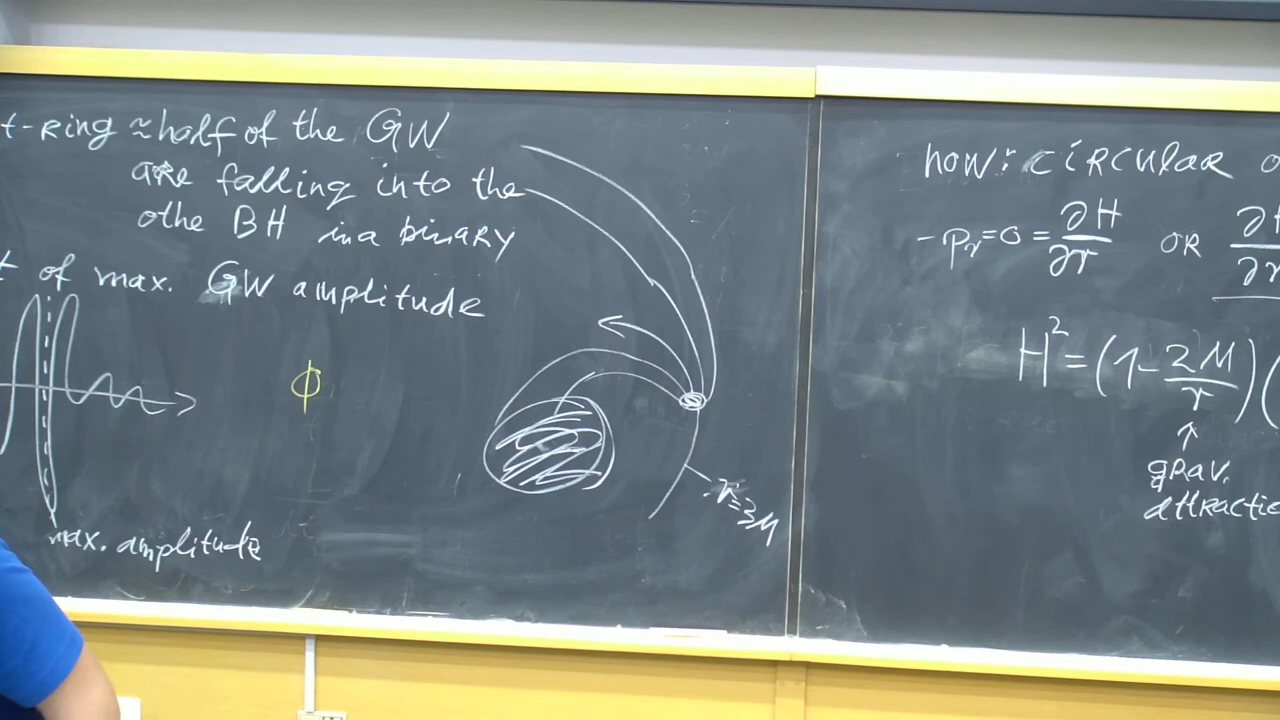 t-Ring ≈ half of the GW
are falling into the
othe BH in a binary
t of max. GW amplitude
ϕ
max. amplitude
r=3M
now: CIRCULAR O
-pᵣ=0=∂H/∂r OR ∂H/∂r
H²=(1-2M/r)(
↑
gRav.
attractio